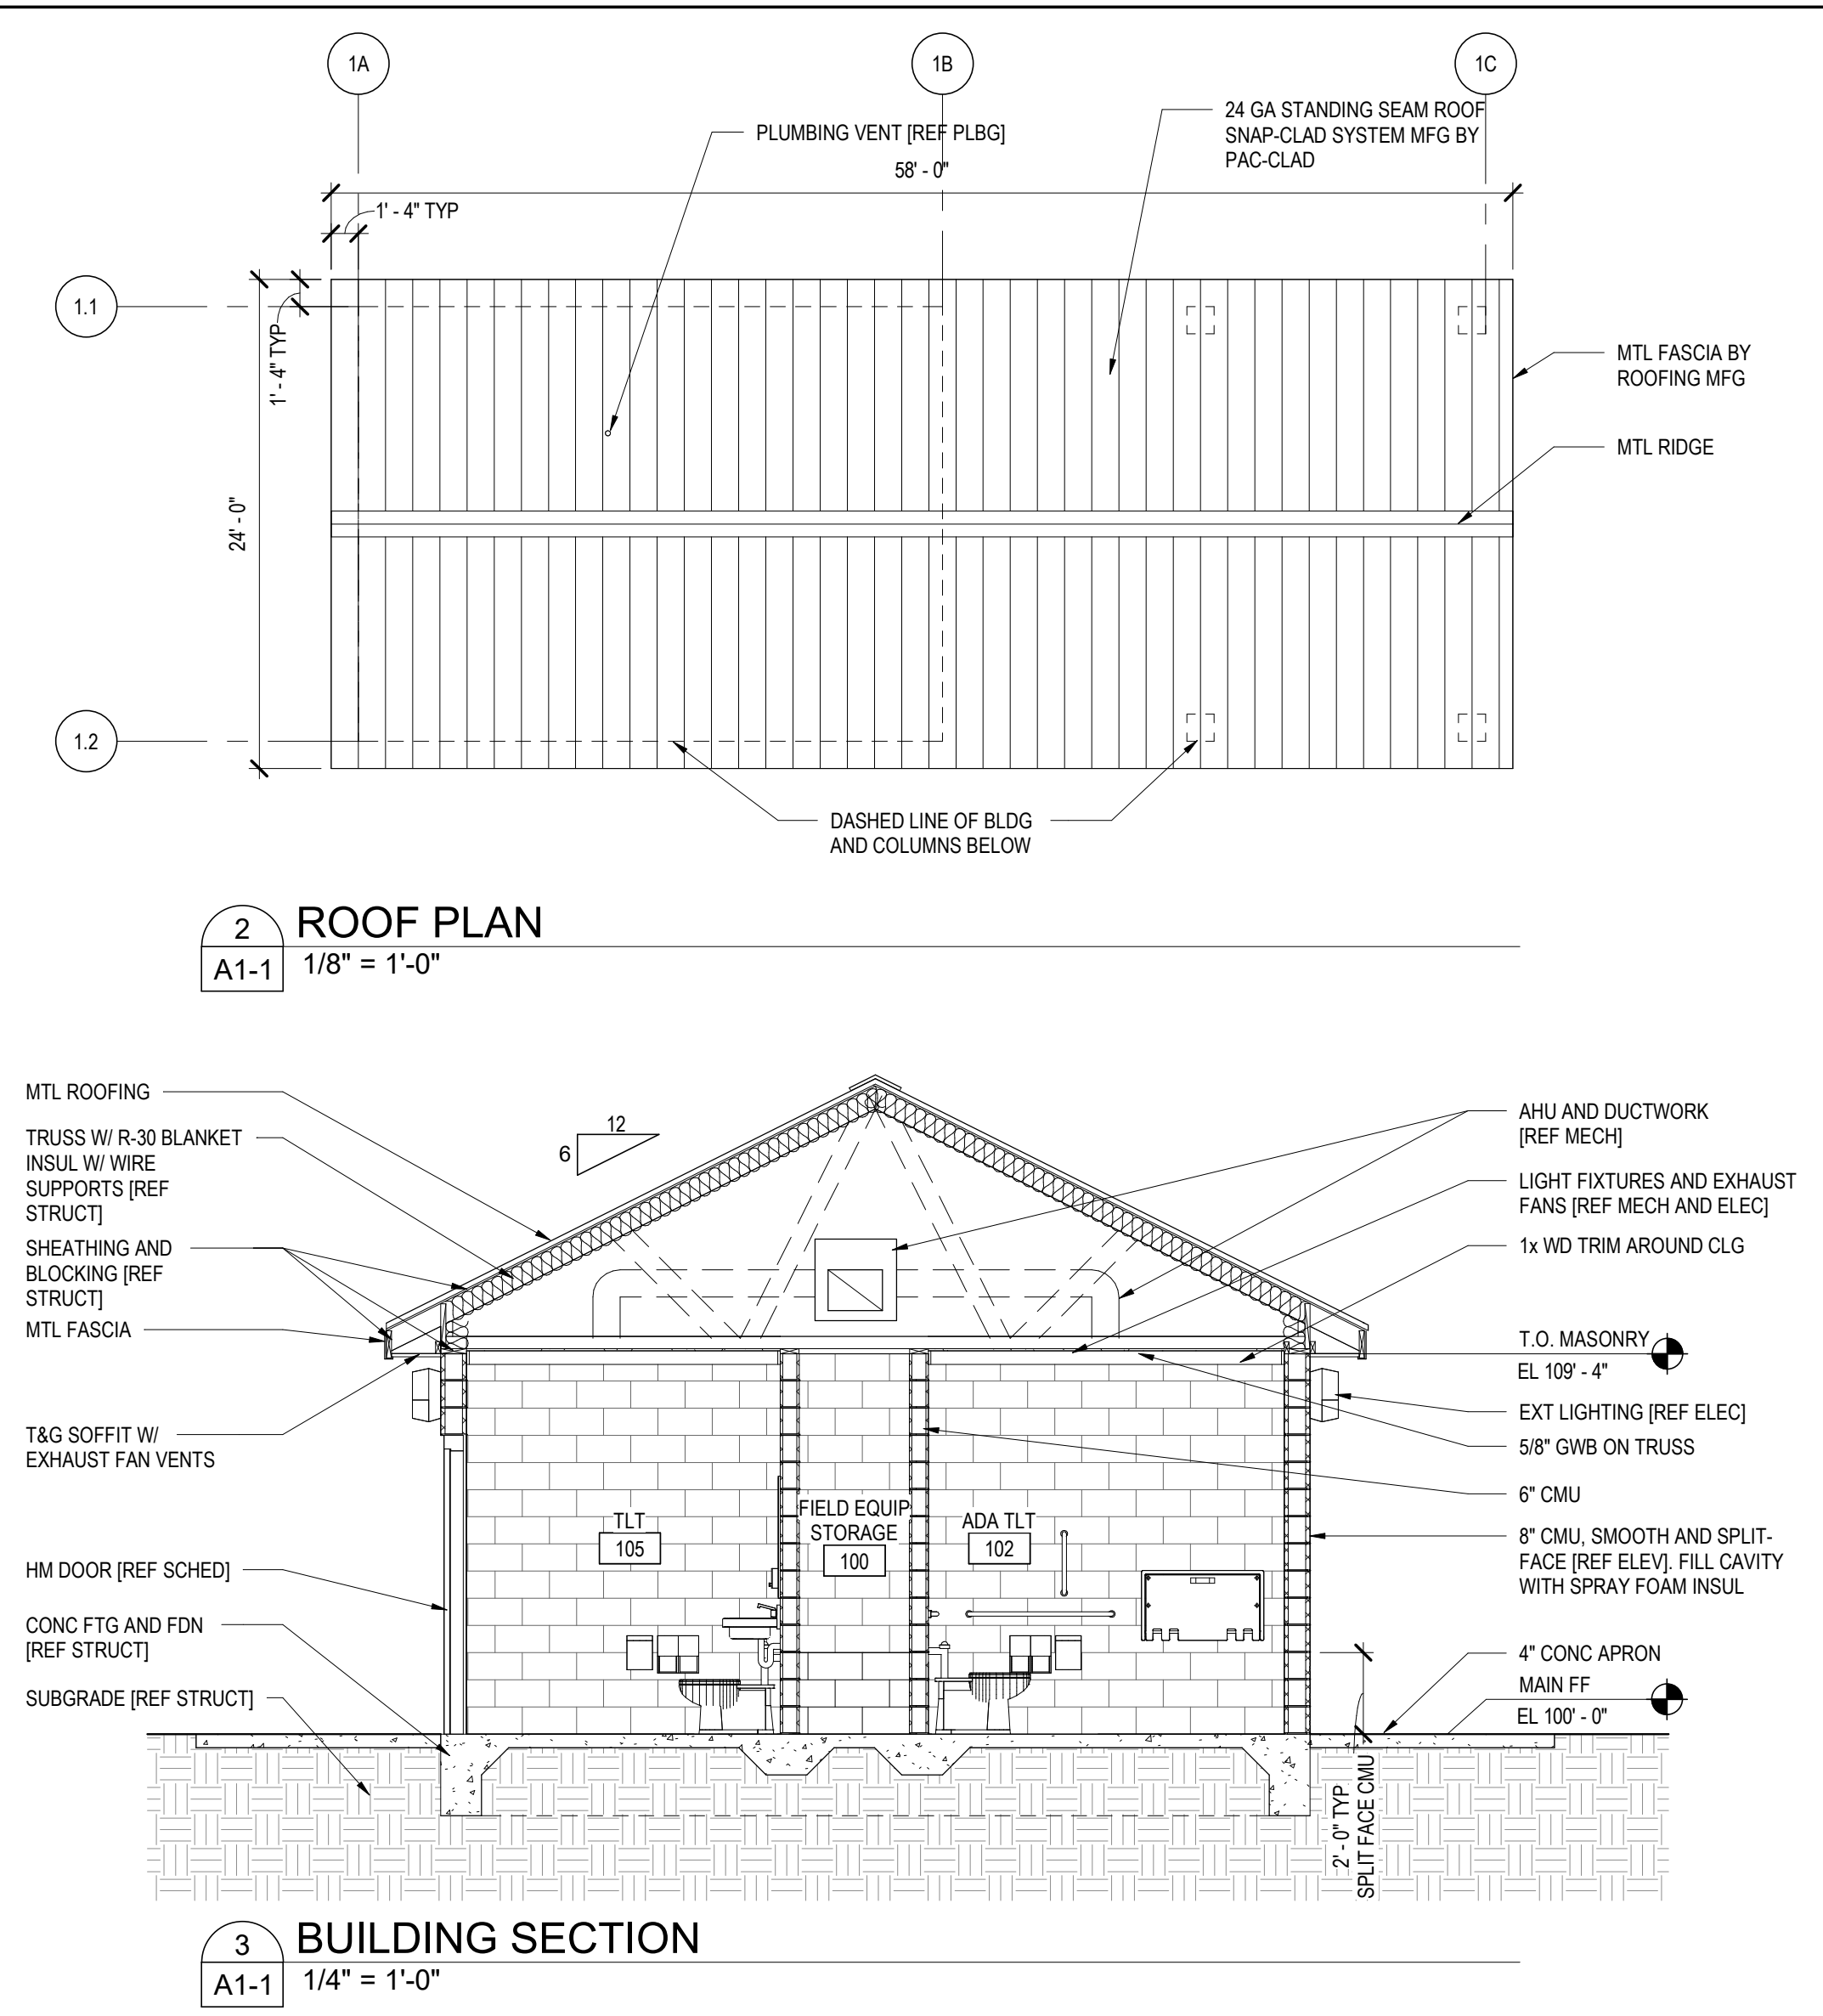 1A
1B
1C
PLUMBING VENT [REF PLBG]
24 GA STANDING SEAM ROOF
SNAP-CLAD SYSTEM MFG BY
PAC-CLAD
58' - 0"
1' - 4" TYP
1.1
1' - 4" TYP
MTL FASCIA BY
ROOFING MFG
MTL RIDGE
24' - 0"
1.2
DASHED LINE OF BLDG
AND COLUMNS BELOW
2
A1-1
ROOF PLAN
1/8" = 1'-0"
MTL ROOFING
TRUSS W/ R-30 BLANKET
INSUL W/ WIRE
SUPPORTS [REF
STRUCT]
SHEATHING AND
BLOCKING [REF
STRUCT]
MTL FASCIA
T&G SOFFIT W/
EXHAUST FAN VENTS
HM DOOR [REF SCHED]
CONC FTG AND FDN
[REF STRUCT]
SUBGRADE [REF STRUCT]
12
6
TLT
105
FIELD EQUIP
STORAGE
100
ADA TLT
102
AHU AND DUCTWORK
[REF MECH]
LIGHT FIXTURES AND EXHAUST
FANS [REF MECH AND ELEC]
1x WD TRIM AROUND CLG
T.O. MASONRY
EL 109' - 4"
EXT LIGHTING [REF ELEC]
5/8" GWB ON TRUSS
6" CMU
8" CMU, SMOOTH AND SPLIT-
FACE [REF ELEV]. FILL CAVITY
WITH SPRAY FOAM INSUL
4" CONC APRON
MAIN FF
EL 100' - 0"
2' - 0" TYP
SPLIT FACE CMU
3
A1-1
BUILDING SECTION
1/4" = 1'-0"